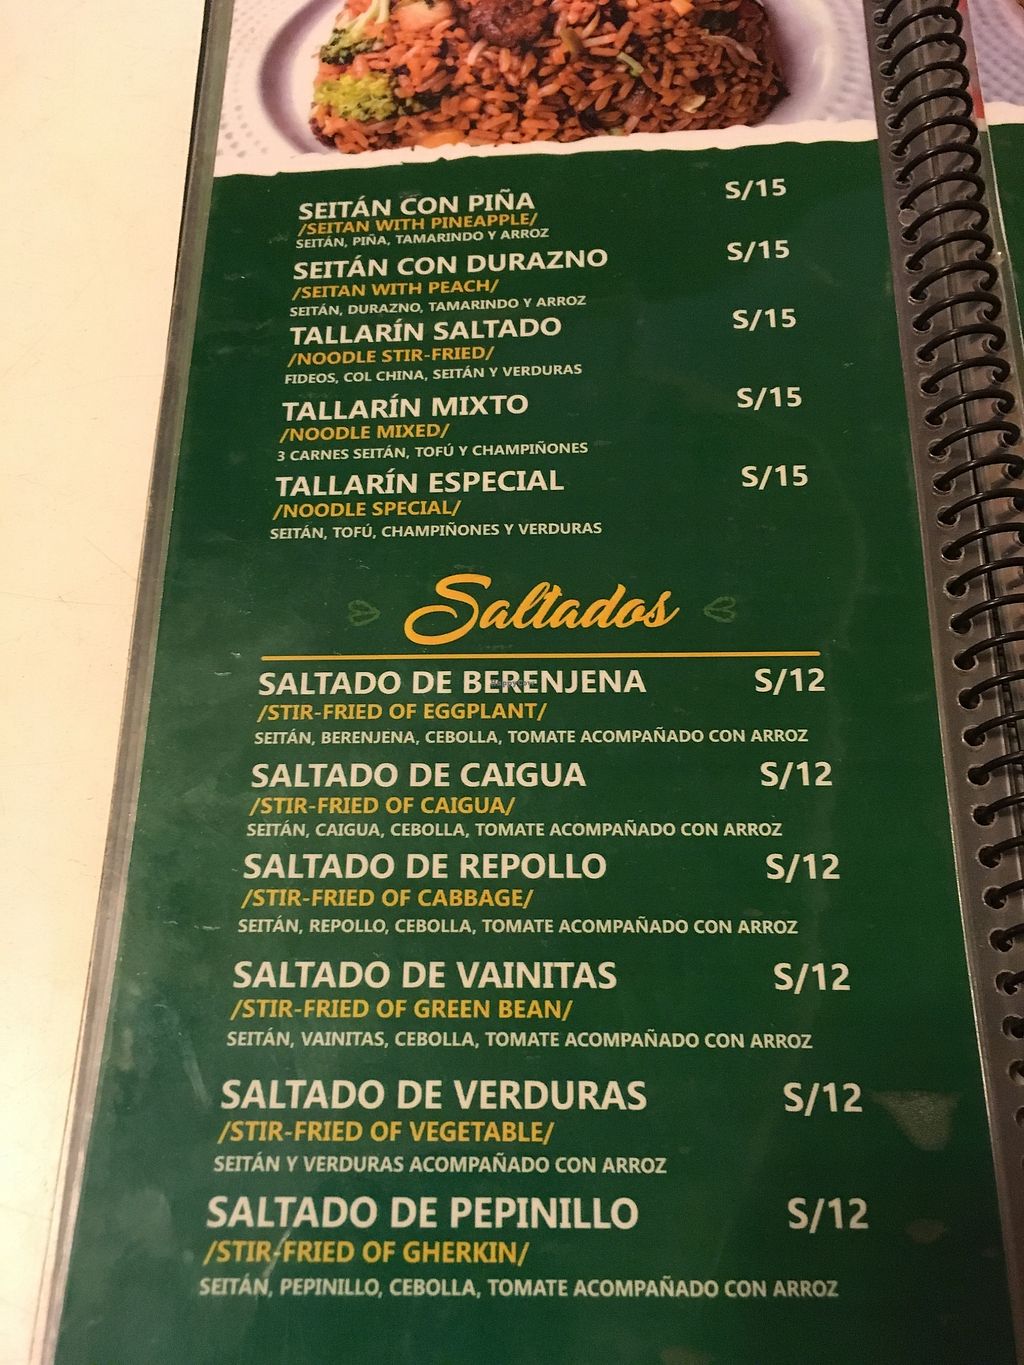 SEITÁN CON PIÑA S/15
/SEITAN WITH PINEAPPLE/
SEITÁN, PIÑA, TAMARINDO Y ARROZ
SEITÁN CON DURAZNO S/15
/SEITAN WITH PEACH/
SEITÁN, DURAZNO, TAMARINDO Y ARROZ
TALLARÍN SALTADO S/15
/NOODLE STIR-FRIED/
FIDEOS, COL CHINA, SEITÁN Y VERDURAS
TALLARÍN MIXTO S/15
/NOODLE MIXED/
3 CARNES SEITÁN, TOFÚ Y CHAMPIÑONES
TALLARÍN ESPECIAL S/15
/NOODLE SPECIAL/
SEITÁN, TOFÚ, CHAMPIÑONES Y VERDURAS
Saltados
SALTADO DE BERENJENA S/12
/STIR-FRIED OF EGGPLANT/
SEITÁN, BERENJENA, CEBOLLA, TOMATE ACOMPAÑADO CON ARROZ
SALTADO DE CAIGUA S/12
/STIR-FRIED OF CAIGUA/
SEITÁN, CAIGUA, CEBOLLA, TOMATE ACOMPAÑADO CON ARROZ
SALTADO DE REPOLLO S/12
/STIR-FRIED OF CABBAGE/
SEITÁN, REPOLLO, CEBOLLA, TOMATE ACOMPAÑADO CON ARROZ
SALTADO DE VAINITAS S/12
/STIR-FRIED OF GREEN BEAN/
SEITÁN, VAINITAS, CEBOLLA, TOMATE ACOMPAÑADO CON ARROZ
SALTADO DE VERDURAS S/12
/STIR-FRIED OF VEGETABLE/
SEITÁN Y VERDURAS ACOMPAÑADO CON ARROZ
SALTADO DE PEPINILLO S/12
/STIR-FRIED OF GHERKIN/
SEITÁN, PEPINILLO, CEBOLLA, TOMATE ACOMPAÑADO CON ARROZ